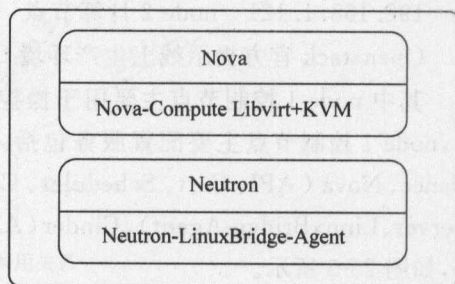 Nova
Nova-Compute Libvirt+KVM
Neutron
Neutron-LinuxBridge-Agent